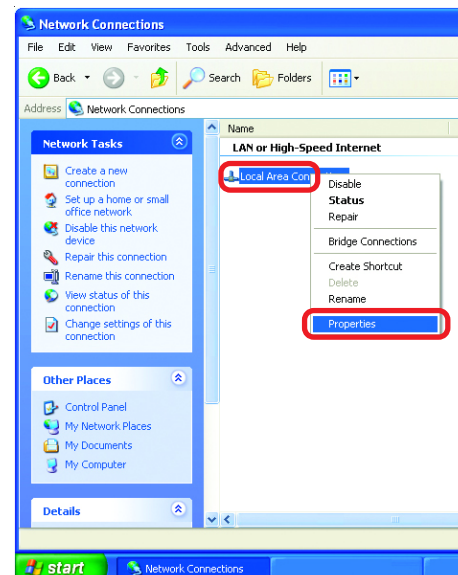 Network Connections
File Edit View Favorites Tools Advanced Help
Back Search Folders
Address Network Connections
Network Tasks
Create a new
connection
Set up a home or small
office network
Disable this network
device
Repair this connection
Rename this connection
View status of this
connection
Change settings of this
connection
Other Places
Control Panel
My Network Places
My Documents
My Computer
Details
Name
LAN or High-Speed Internet
Local Area Con
Disable
Status
Repair
Bridge Connections
Create Shortcut
Delete
Rename
Properties
start Network Connections